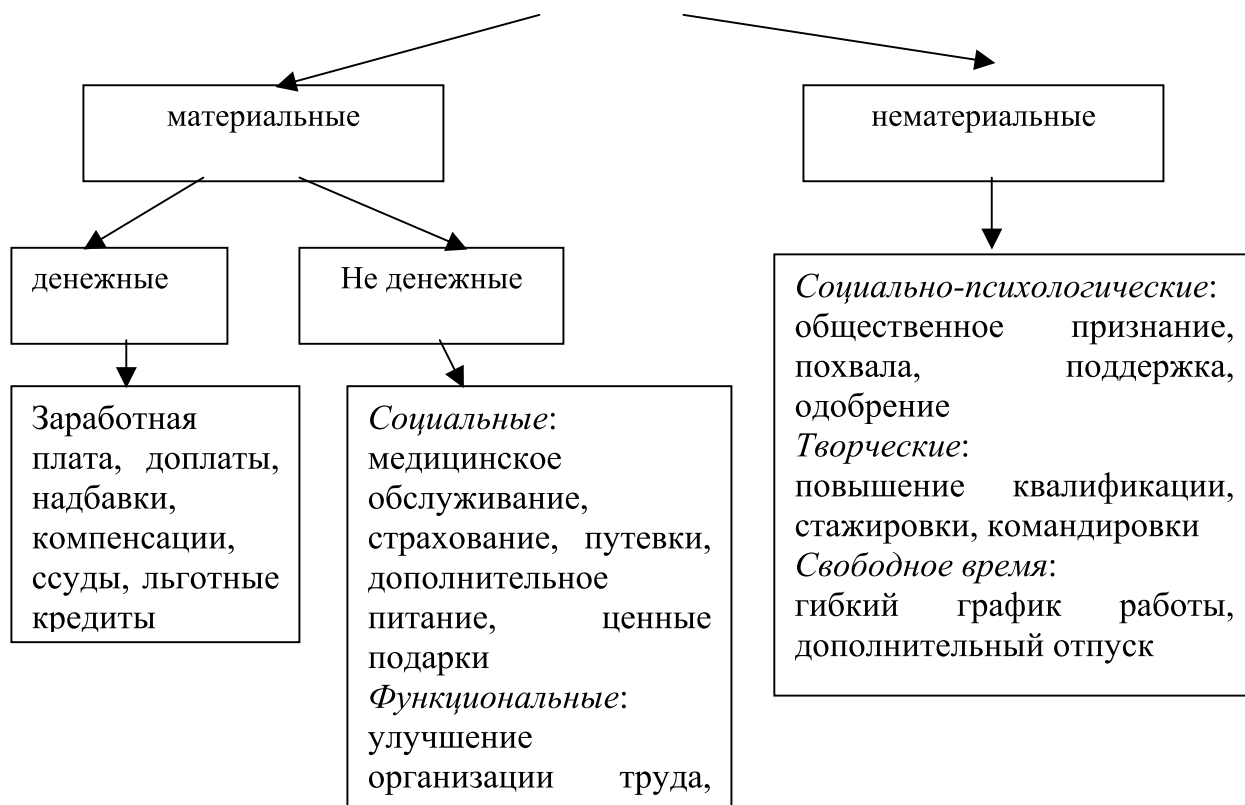 материальные
нематериальные
денежные
Не денежные
Заработная
плата, доплаты,
надбавки,
компенсации,
ссуды, льготные
кредиты
Социальные:
медицинское
обслуживание,
страхование, путевки,
дополнительное
питание, ценные
подарки
Функциональные:
улучшение
организации труда,
Социально-психологические:
общественное признание,
похвала, поддержка,
одобрение
Творческие:
повышение квалификации,
стажировки, командировки
Свободное время:
гибкий график работы,
дополнительный отпуск